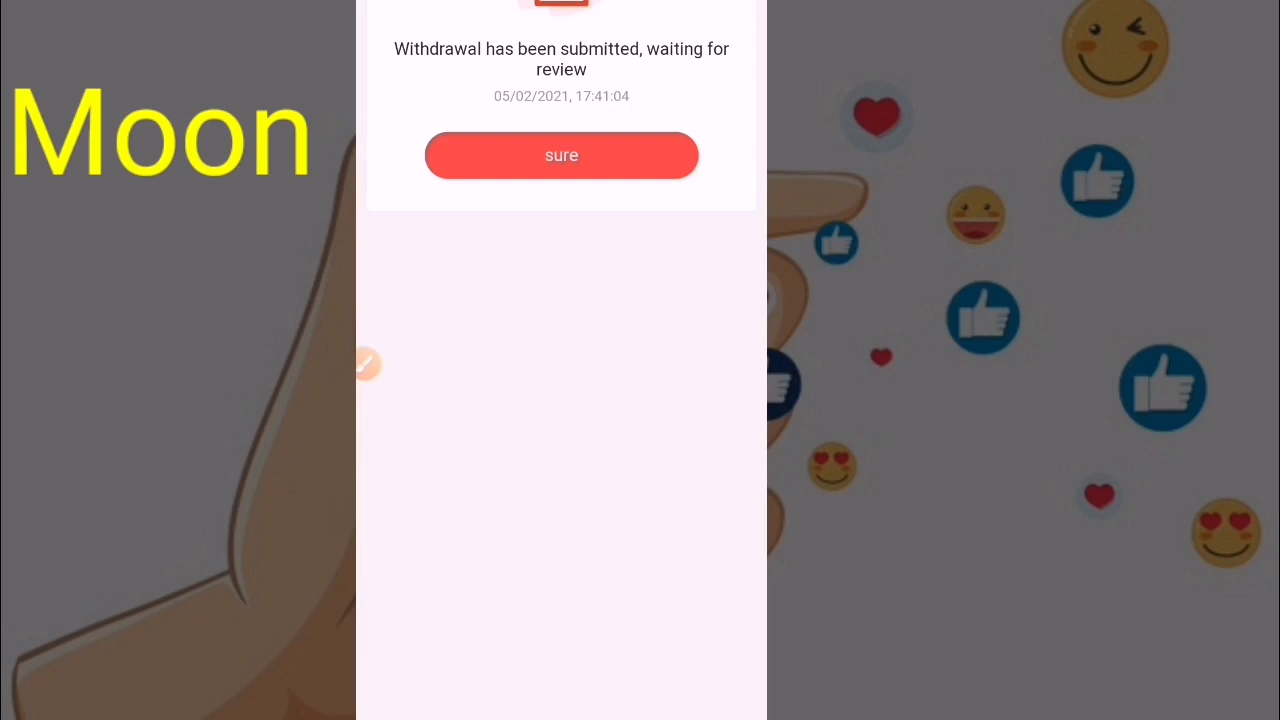 Moon
Withdrawal has been submitted, waiting for
review
05/02/2021, 17:41:04
sure